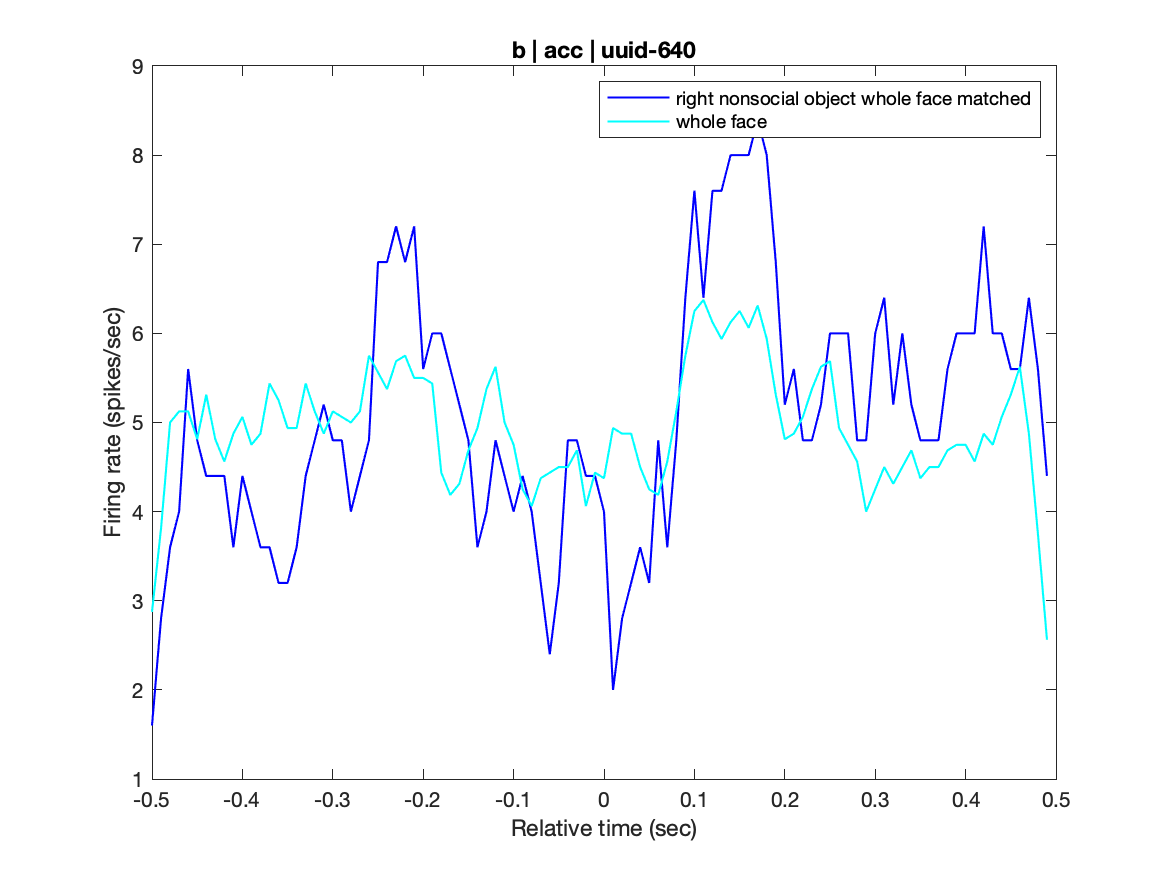 b | acc | uuid-640
right nonsocial object whole face matched
whole face
9
8
7
6
5
4
3
2
1
Firing rate (spikes/sec)
-0.5 -0.4 -0.3 -0.2 -0.1 0 0.1 0.2 0.3 0.4 0.5
Relative time (sec)